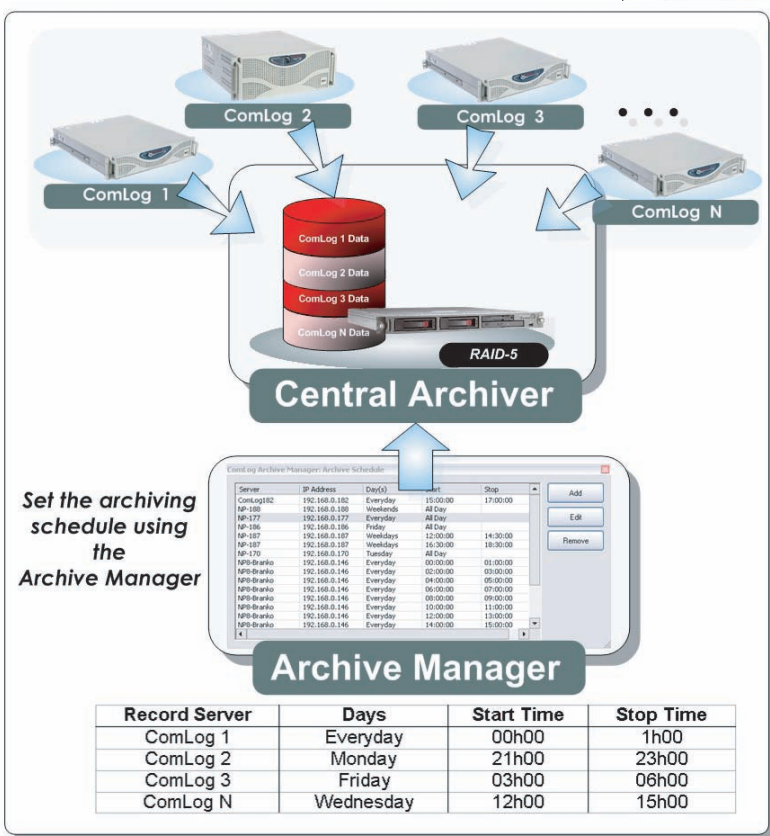 ComLog 2
ComLog 3
ComLog 1
ComLog N
ComLog 1 Data
ComLog 2 Data
ComLog 3 Data
ComLog N Data
RAID-5
Central Archiver
Set the archiving
schedule using
the
Archive Manager
ComLog Archive Manager: Archive Schedule
Server IP Address Day(s) Start Stop
ComLog182 192.168.0.182 Everyday 15:00:00 17:00:00
NP-188 192.168.0.188 Weekends All Day
NP-177 192.168.0.177 Everyday All Day
NP-186 192.168.0.186 Friday All Day
NP-187 192.168.0.187 Weekdays 12:00:00 14:30:00
NP-187 192.168.0.187 Weekdays 16:30:00 18:30:00
NP-170 192.168.0.170 Tuesday All Day
NP8-Branko 192.168.0.146 Everyday 00:00:00 01:00:00
NP8-Branko 192.168.0.146 Everyday 02:00:00 03:00:00
NP8-Branko 192.168.0.146 Everyday 04:00:00 05:00:00
NP8-Branko 192.168.0.146 Everyday 06:00:00 07:00:00
NP8-Branko 192.168.0.146 Everyday 08:00:00 09:00:00
NP8-Branko 192.168.0.146 Everyday 10:00:00 11:00:00
NP8-Branko 192.168.0.146 Everyday 12:00:00 13:00:00
NP8-Branko 192.168.0.146 Everyday 14:00:00 15:00:00
Add
Edit
Remove
Archive Manager
Record Server Days Start Time Stop Time
ComLog 1 Everyday 00h00 1h00
ComLog 2 Monday 21h00 23h00
ComLog 3 Friday 03h00 06h00
ComLog N Wednesday 12h00 15h00